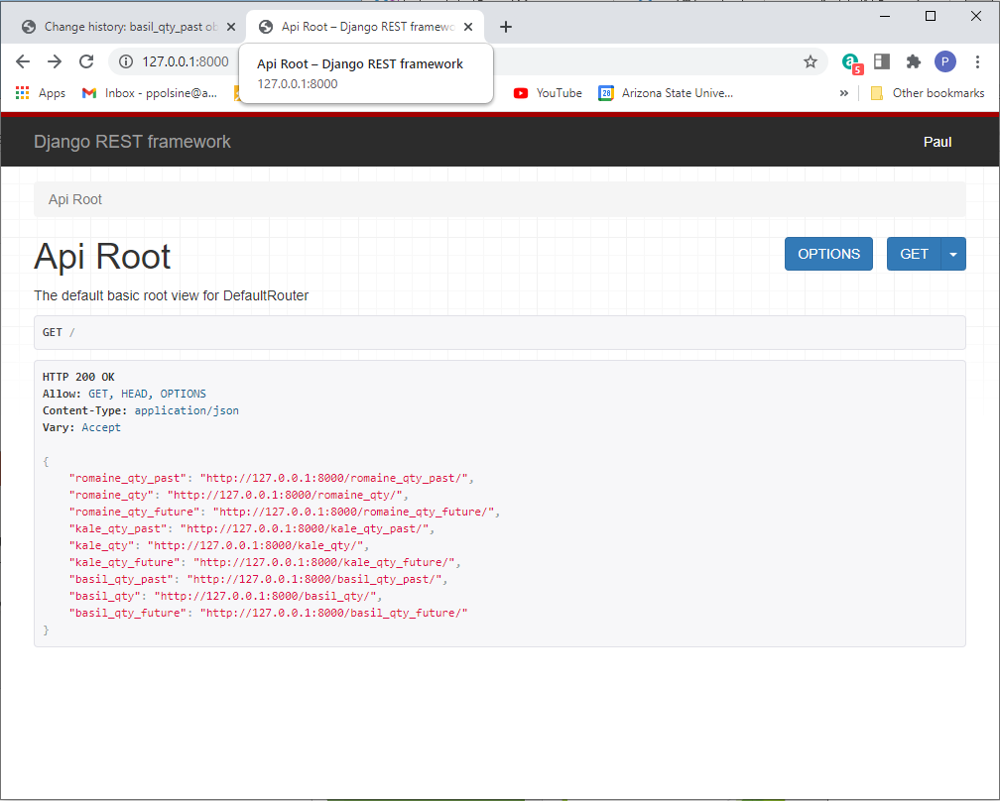 Change history: basil_qty_past ob
Api Root – Django REST framewo
127.0.0.1:8000
Api Root – Django REST framework
127.0.0.1:8000
5
P
Apps
Inbox - ppolsine@a...
YouTube
28
Arizona State Unive...
»
Other bookmarks
Django REST framework
Paul
Api Root
Api Root
OPTIONS
GET
The default basic root view for DefaultRouter
GET /
HTTP 200 OK
Allow: GET, HEAD, OPTIONS
Content-Type: application/json
Vary: Accept
{
"romaine_qty_past": "http://127.0.0.1:8000/romaine_qty_past/",
"romaine_qty": "http://127.0.0.1:8000/romaine_qty/",
"romaine_qty_future": "http://127.0.0.1:8000/romaine_qty_future/",
"kale_qty_past": "http://127.0.0.1:8000/kale_qty_past/",
"kale_qty": "http://127.0.0.1:8000/kale_qty/",
"kale_qty_future": "http://127.0.0.1:8000/kale_qty_future/",
"basil_qty_past": "http://127.0.0.1:8000/basil_qty_past/",
"basil_qty": "http://127.0.0.1:8000/basil_qty/",
"basil_qty_future": "http://127.0.0.1:8000/basil_qty_future/"
}